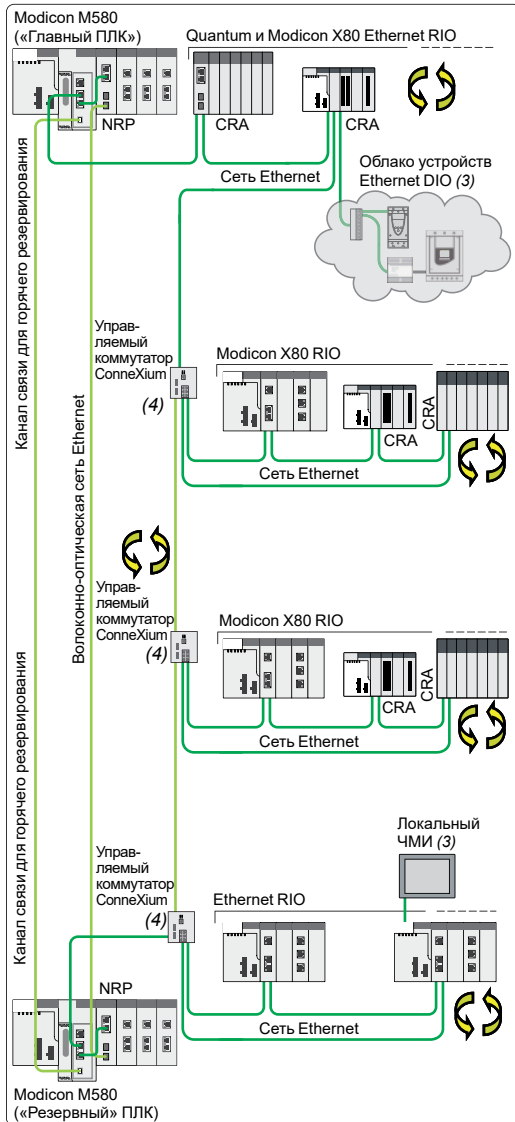 Modicon M580
(«Главный ПЛК»)
Quantum и Modicon X80 Ethernet RIO
NRP
CRA
CRA
Сеть Ethernet
Облако устройств
Ethernet DIO (3)
Канал связи для горячего резервирования
Волоконно-оптическая сеть Ethernet
Управ-
ляемый
коммутатор
ConneXium
(4)
Modicon X80 RIO
CRA
CRA
Сеть Ethernet
Управ-
ляемый
коммутатор
ConneXium
(4)
Modicon X80 RIO
CRA
CRA
Сеть Ethernet
Канал связи для горячего резервирования
Локальный
ЧМИ (3)
Управ-
ляемый
коммутатор
ConneXium
(4)
Ethernet RIO
NRP
Сеть Ethernet
Modicon M580
(«Резервный» ПЛК)